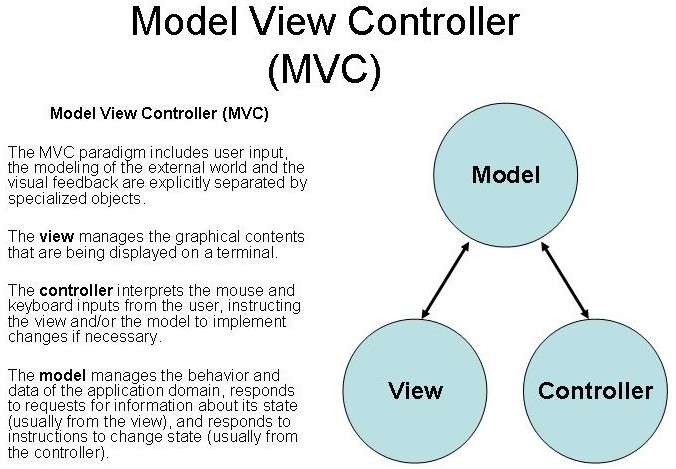 Model View Controller
(MVC)
Model View Controller (MVC)
The MVC paradigm includes user input,
the modeling of the external world and the
visual feedback are explicitly separated by
specialized objects.
The view manages the graphical contents
that are being displayed on a terminal.
The controller interprets the mouse and
keyboard inputs from the user, instructing
the view and/or the model to implement
changes if necessary.
The model manages the behavior and
data of the application domain, responds
to requests for information about its state
(usually from the view), and responds to
instructions to change state (usually from
the controller).
Model
View
Controller